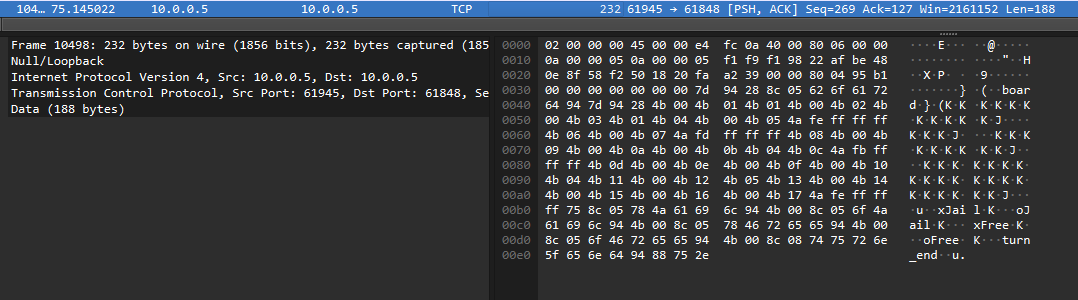 104… 75.145022 10.0.0.5 10.0.0.5 TCP 232 61945 → 61848 [PSH, ACK] Seq=269 Ack=127 Win=2161152 Len=188
Frame 10498: 232 bytes on wire (1856 bits), 232 bytes captured (185
Null/Loopback
Internet Protocol Version 4, Src: 10.0.0.5, Dst: 10.0.0.5
Transmission Control Protocol, Src Port: 61945, Dst Port: 61848, Se
Data (188 bytes)
0000 02 00 00 00 45 00 00 e4 fc 0a 40 00 80 06 00 00 ····E··· ··@·····
0010 0a 00 00 05 0a 00 00 05 f1 f9 f1 98 22 af be 48 ········ ····"··H
0020 0e 8f 58 f2 50 18 20 fa a2 39 00 00 80 04 95 b1 ··X·P· · ·9······
0030 00 00 00 00 00 00 00 7d 94 28 8c 05 62 6f 61 72 ·······} ·(··boar
0040 64 94 7d 94 28 4b 00 4b 01 4b 01 4b 00 4b 02 4b d·}·(K·K ·K·K·K·K
0050 00 4b 03 4b 01 4b 04 4b 00 4b 05 4a fe ff ff ff ·K·K·K·K ·K·J····
0060 4b 06 4b 00 4b 07 4a fd ff ff ff 4b 08 4b 00 4b K·K·K·J· ···K·K·K
0070 09 4b 00 4b 0a 4b 00 4b 0b 4b 04 4b 0c 4a fb ff ·K·K·K·K ·K·K·J··
0080 ff ff 4b 0d 4b 00 4b 0e 4b 00 4b 0f 4b 00 4b 10 ··K·K·K· K·K·K·K·
0090 4b 04 4b 11 4b 00 4b 12 4b 05 4b 13 4b 00 4b 14 K·K·K·K· K·K·K·K·
00a0 4b 00 4b 15 4b 00 4b 16 4b 00 4b 17 4a fe ff ff K·K·K·K· K·K·J···
00b0 ff 75 8c 05 78 4a 61 69 6c 94 4b 00 8c 05 6f 4a ·u··xJai l·K···oJ
00c0 61 69 6c 94 4b 00 8c 05 78 46 72 65 65 94 4b 00 ail·K··· xFree·K·
00d0 8c 05 6f 46 72 65 65 94 4b 00 8c 08 74 75 72 6e ··oFree· K···turn
00e0 5f 65 6e 64 94 88 75 2e _end··u.